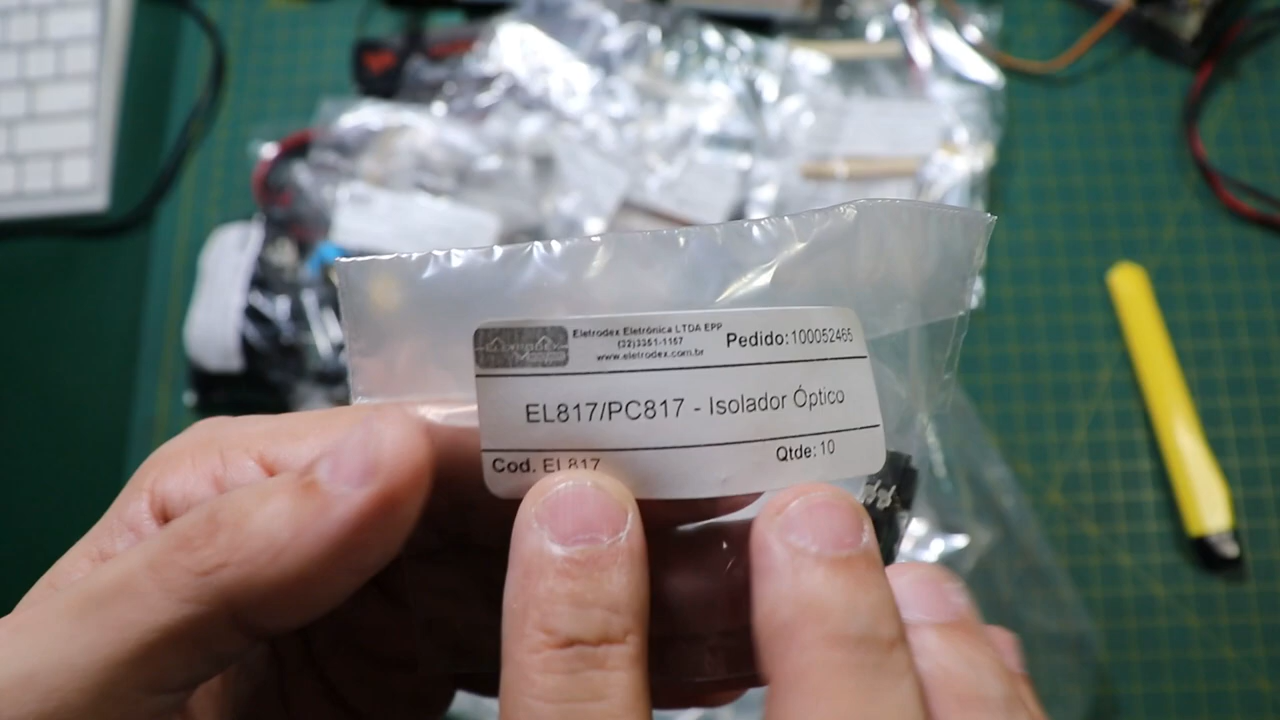 Eletrodex Eletrônica LTDA EPP
(32)3351-1157
www.eletrodex.com.br
Pedido: 100052465
EL817/PC817 - Isolador Óptico
Cod. EL817
Qtde: 10